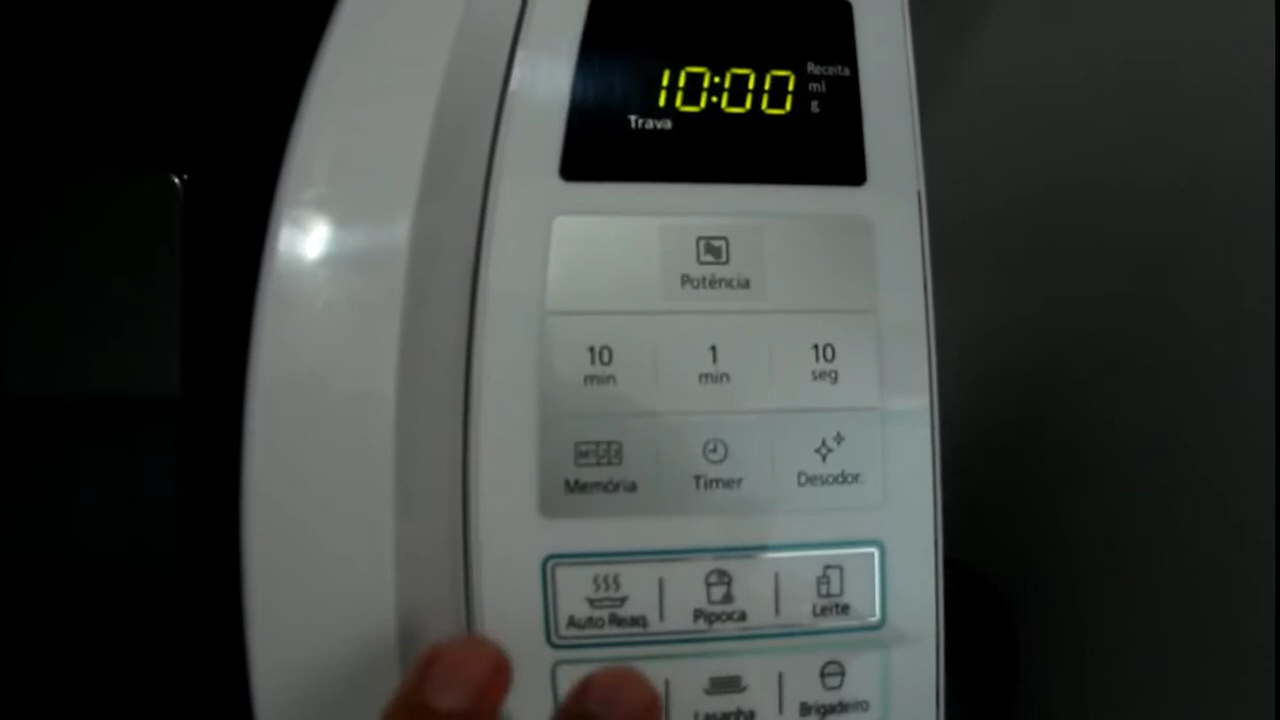 10:00
Receita
ml
g
Trava
Potência
10 min
1 min
10 seg
Memória
Timer
Desodor.
Auto Reaq.
Pipoca
Leite
Lasanha
Brigadeiro